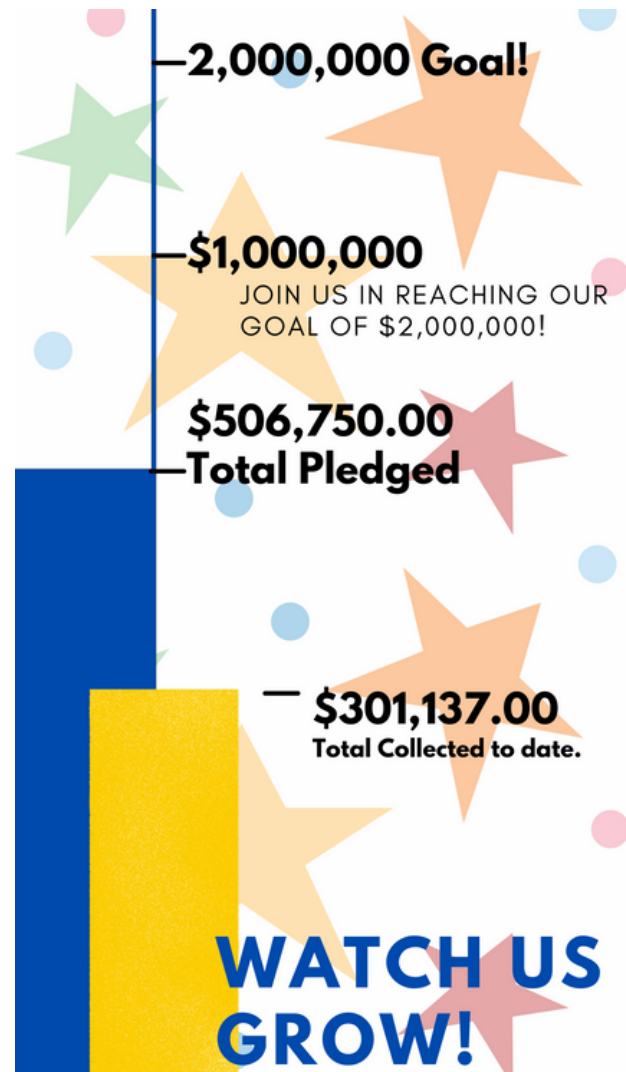 2,000,000 Goal!
$1,000,000
JOIN US IN REACHING OUR
GOAL OF $2,000,000!
$506,750.00
Total Pledged
$301,137.00
Total Collected to date.
WATCH US
GROW!